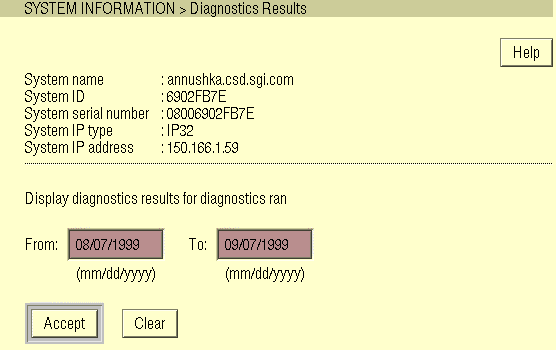 SYSTEM INFORMATION > Diagnostics Results
Help
System name : annushka.csd.sgi.com
System ID : 6902FB7E
System serial number : 08006902FB7E
System IP type : IP32
System IP address : 150.166.1.59
Display diagnostics results for diagnostics ran
From: 08/07/1999 To: 09/07/1999
(mm/dd/yyyy) (mm/dd/yyyy)
Accept Clear